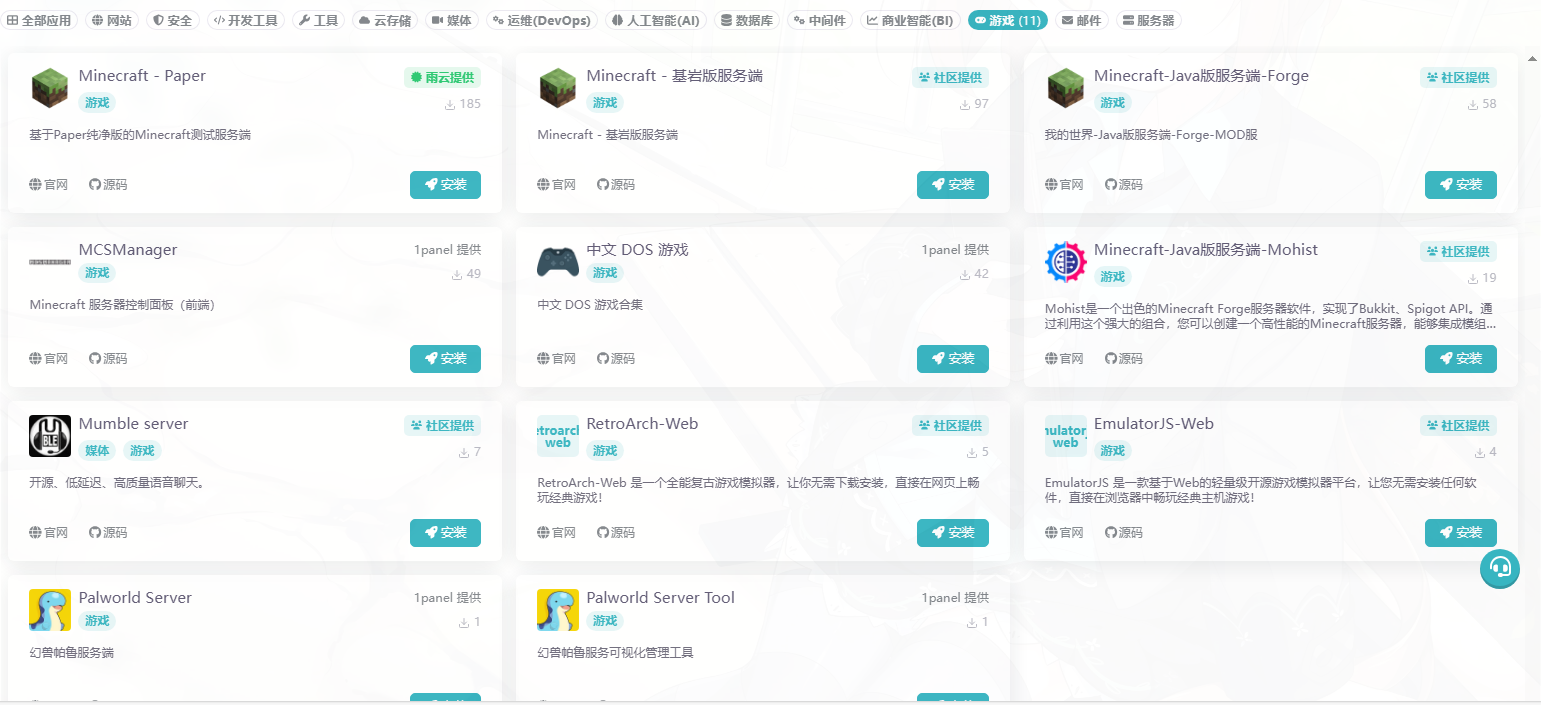 全部应用 网站 安全 开发工具 工具 云存储 媒体 运维(DevOps) 人工智能(AI) 数据库 中间件 商业智能(BI) 游戏 (11) 邮件 服务器
Minecraft - Paper
雨云提供
游戏
185
基于Paper纯净版的Minecraft测试服务端
官网 源码
安装
Minecraft - 基岩版服务端
社区提供
游戏
97
Minecraft - 基岩版服务端
官网 源码
安装
Minecraft-Java版服务端-Forge
社区提供
游戏
58
我的世界-Java版服务端-Forge-MOD服
官网 源码
安装
MCSManager
1panel 提供
游戏
49
Minecraft 服务器控制面板（前端）
官网 源码
安装
中文 DOS 游戏
1panel 提供
游戏
42
中文 DOS 游戏合集
官网 源码
安装
Minecraft-Java版服务端-Mohist
社区提供
游戏
19
Mohist是一个出色的Minecraft Forge服务器软件，实现了Bukkit、Spigot API。通
过利用这个强大的组合，您可以创建一个高性能的Minecraft服务器，能够集成模组...
官网 源码
安装
Mumble server
社区提供
媒体 游戏
7
开源、低延迟、高质量语音聊天。
官网 源码
安装
etroarch
web
RetroArch-Web
社区提供
游戏
5
RetroArch-Web 是一个全能复古游戏模拟器，让你无需下载安装，直接在网页上畅
玩经典游戏！
官网 源码
安装
mulator
web
EmulatorJS-Web
社区提供
游戏
4
EmulatorJS 是一款基于Web的轻量级开源游戏模拟器平台，让您无需安装任何软
件，直接在浏览器中畅玩经典主机游戏！
官网 源码
安装
Palworld Server
1panel 提供
游戏
1
幻兽帕鲁服务端
Palworld Server Tool
1panel 提供
游戏
1
幻兽帕鲁服务可视化管理工具